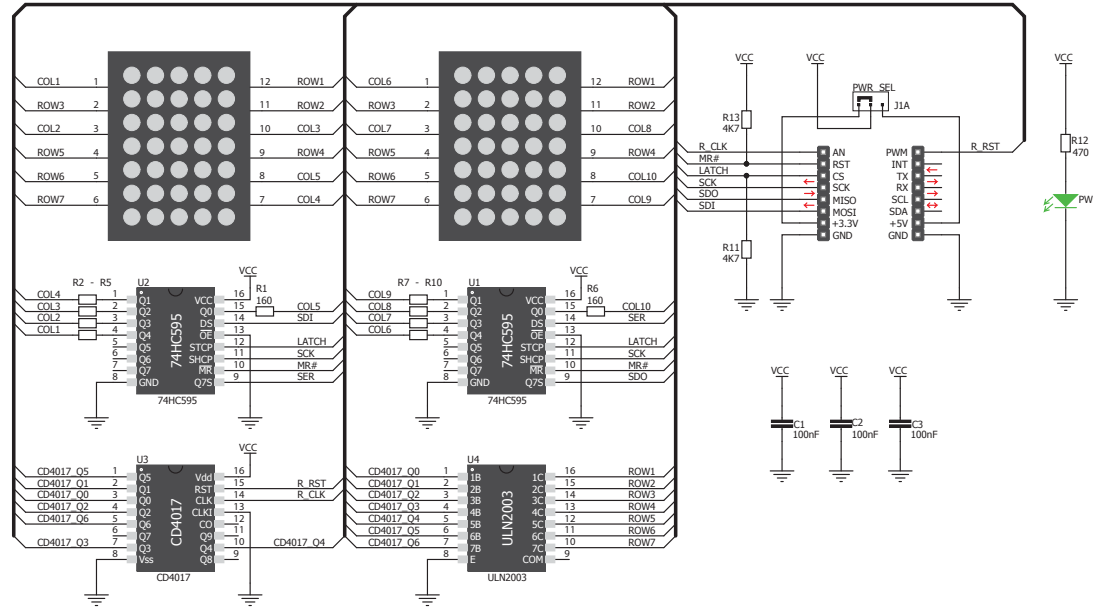 COL1 1 12 ROW1
ROW3 2 11 ROW2
COL2 3 10 COL3
ROW5 4 9 ROW4
ROW6 5 8 COL5
ROW7 6 7 COL4
COL6 1 12 ROW1
ROW3 2 11 ROW2
COL7 3 10 COL8
ROW5 4 9 ROW4
ROW6 5 8 COL10
ROW7 6 7 COL9
VCC
VCC
PWR SEL
J1A
R13
4K7
R_CLK AN PWM R_RST
MR# RST INT
LATCH CS TX
SCK SCK RX
SDO MISO SCL
SDI MOSI SDA
+3.3V +5V
GND GND
R11
4K7
VCC
R12
470
PW
R2 - R5
U2
VCC
R1
160
COL4 1 Q1 VCC 16
COL3 2 Q2 Q0 15 COL5
COL2 3 Q3 DS 14 SDI
COL1 4 Q4 OE 13
5 Q5 STCP 12 LATCH
6 Q6 SHCP 11 SCK
7 Q7 MR 10 MR#
8 GND Q7S 9 SER
74HC595
74HC595
R7 - R10
U1
VCC
R6
160
COL9 1 Q1 VCC 16
COL8 2 Q2 Q0 15 COL10
COL7 3 Q3 DS 14 SER
COL6 4 Q4 OE 13
5 Q5 STCP 12 LATCH
6 Q6 SHCP 11 SCK
7 Q7 MR 10 MR#
8 GND Q7S 9 SDO
74HC595
74HC595
VCC
C1
100nF
VCC
C2
100nF
VCC
C3
100nF
U3
VCC
CD4017_Q5 1 Q5 Vdd 16
CD4017_Q1 2 Q1 RST 15 R_RST
CD4017_Q0 3 Q0 CLK 14 R_CLK
CD4017_Q2 4 Q2 CLKI 13
CD4017_Q6 5 Q6 CO 12
6 Q7 Q9 11
CD4017_Q3 7 Q3 Q4 10 CD4017_Q4
8 Vss Q8 9
CD4017
CD4017
U4
CD4017_Q0 1 1B 1C 16 ROW1
CD4017_Q1 2 2B 2C 15 ROW2
CD4017_Q2 3 3B 3C 14 ROW3
CD4017_Q3 4 4B 4C 13 ROW4
CD4017_Q4 5 5B 5C 12 ROW5
CD4017_Q5 6 6B 6C 11 ROW6
CD4017_Q6 7 7B 7C 10 ROW7
8 E COM 9
ULN2003
ULN2003